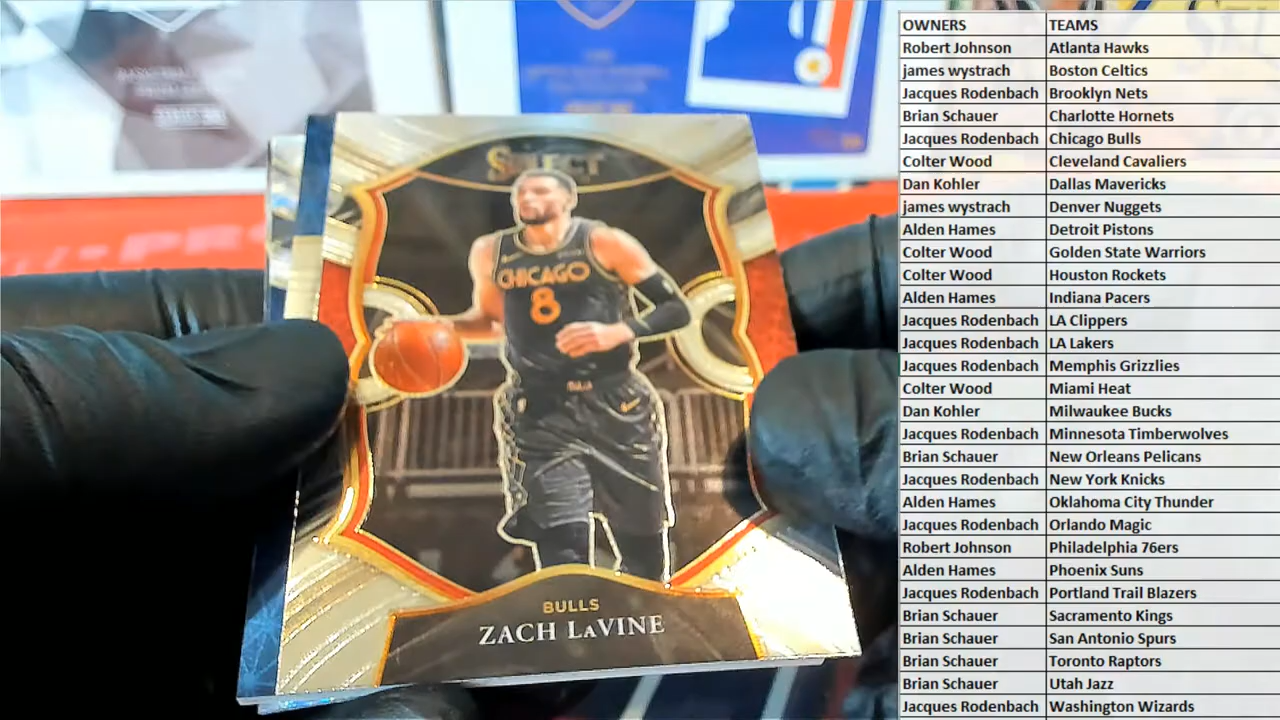 SELECT
CHICAGO
8
BULLS
ZACH LAVINE
OWNERS TEAMS
Robert Johnson Atlanta Hawks
james wystrach Boston Celtics
Jacques Rodenbach Brooklyn Nets
Brian Schauer Charlotte Hornets
Jacques Rodenbach Chicago Bulls
Colter Wood Cleveland Cavaliers
Dan Kohler Dallas Mavericks
james wystrach Denver Nuggets
Alden Hames Detroit Pistons
Colter Wood Golden State Warriors
Colter Wood Houston Rockets
Alden Hames Indiana Pacers
Jacques Rodenbach LA Clippers
Jacques Rodenbach LA Lakers
Jacques Rodenbach Memphis Grizzlies
Colter Wood Miami Heat
Dan Kohler Milwaukee Bucks
Jacques Rodenbach Minnesota Timberwolves
Brian Schauer New Orleans Pelicans
Jacques Rodenbach New York Knicks
Alden Hames Oklahoma City Thunder
Jacques Rodenbach Orlando Magic
Robert Johnson Philadelphia 76ers
Alden Hames Phoenix Suns
Jacques Rodenbach Portland Trail Blazers
Brian Schauer Sacramento Kings
Brian Schauer San Antonio Spurs
Brian Schauer Toronto Raptors
Brian Schauer Utah Jazz
Jacques Rodenbach Washington Wizards